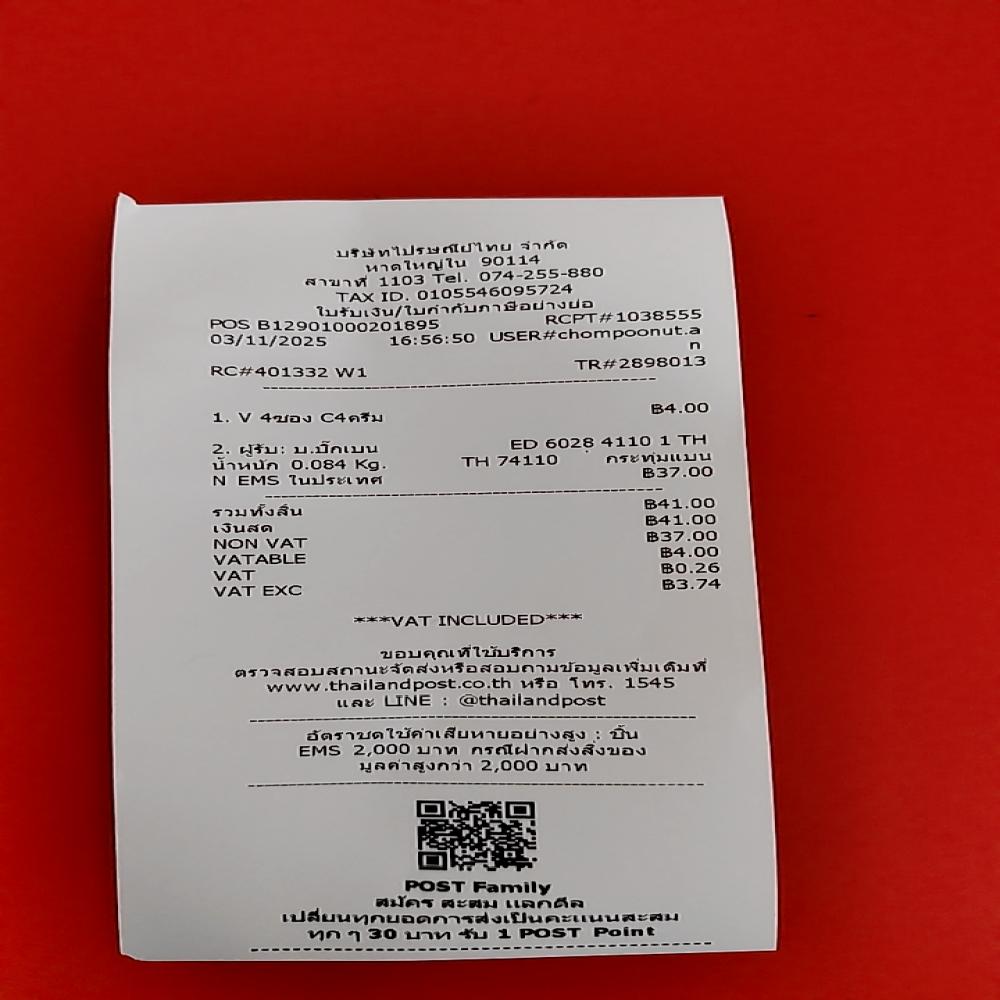 บริษัทไปรษณีย์ไทย จำกัด
หาดใหญ่ใน 90114
สาขาที่ 1103 Tel. 074-255-880
TAX ID. 0105546095724
ใบรับเงิน/ใบกำกับภาษีอย่างย่อ
POS B12901000201895 RCPT#1038555
03/11/2025 16:56:50 USER#chompoonut.a
n
RC#401332 W1 TR#2898013
1. V 4ซอง C4ครีม ฿4.00
2. ผู้รับ: บ.บิ๊กเบน ED 6028 4110 1 TH
น้ำหนัก 0.084 Kg. TH 74110 กระทุ่มแบน
N EMS ในประเทศ ฿37.00
รวมทั้งสิ้น ฿41.00
เงินสด ฿41.00
NON VAT ฿37.00
VATABLE ฿4.00
VAT ฿0.26
VAT EXC ฿3.74
***VAT INCLUDED***
ขอบคุณที่ใช้บริการ
ตรวจสอบสถานะจัดส่งหรือสอบถามข้อมูลเพิ่มเติมที่
www.thailandpost.co.th หรือ โทร. 1545
และ LINE : @thailandpost
อัตราชดใช้ค่าเสียหายอย่างสูง : ชิ้น
EMS 2,000 บาท กรณีฝากส่งสิ่งของ
มูลค่าสูงกว่า 2,000 บาท
POST Family
สมัคร สะสม แลกดีล
เปลี่ยนทุกยอดการส่งเป็นคะแนนสะสม
ทุก ๆ 30 บาท รับ 1 POST Point